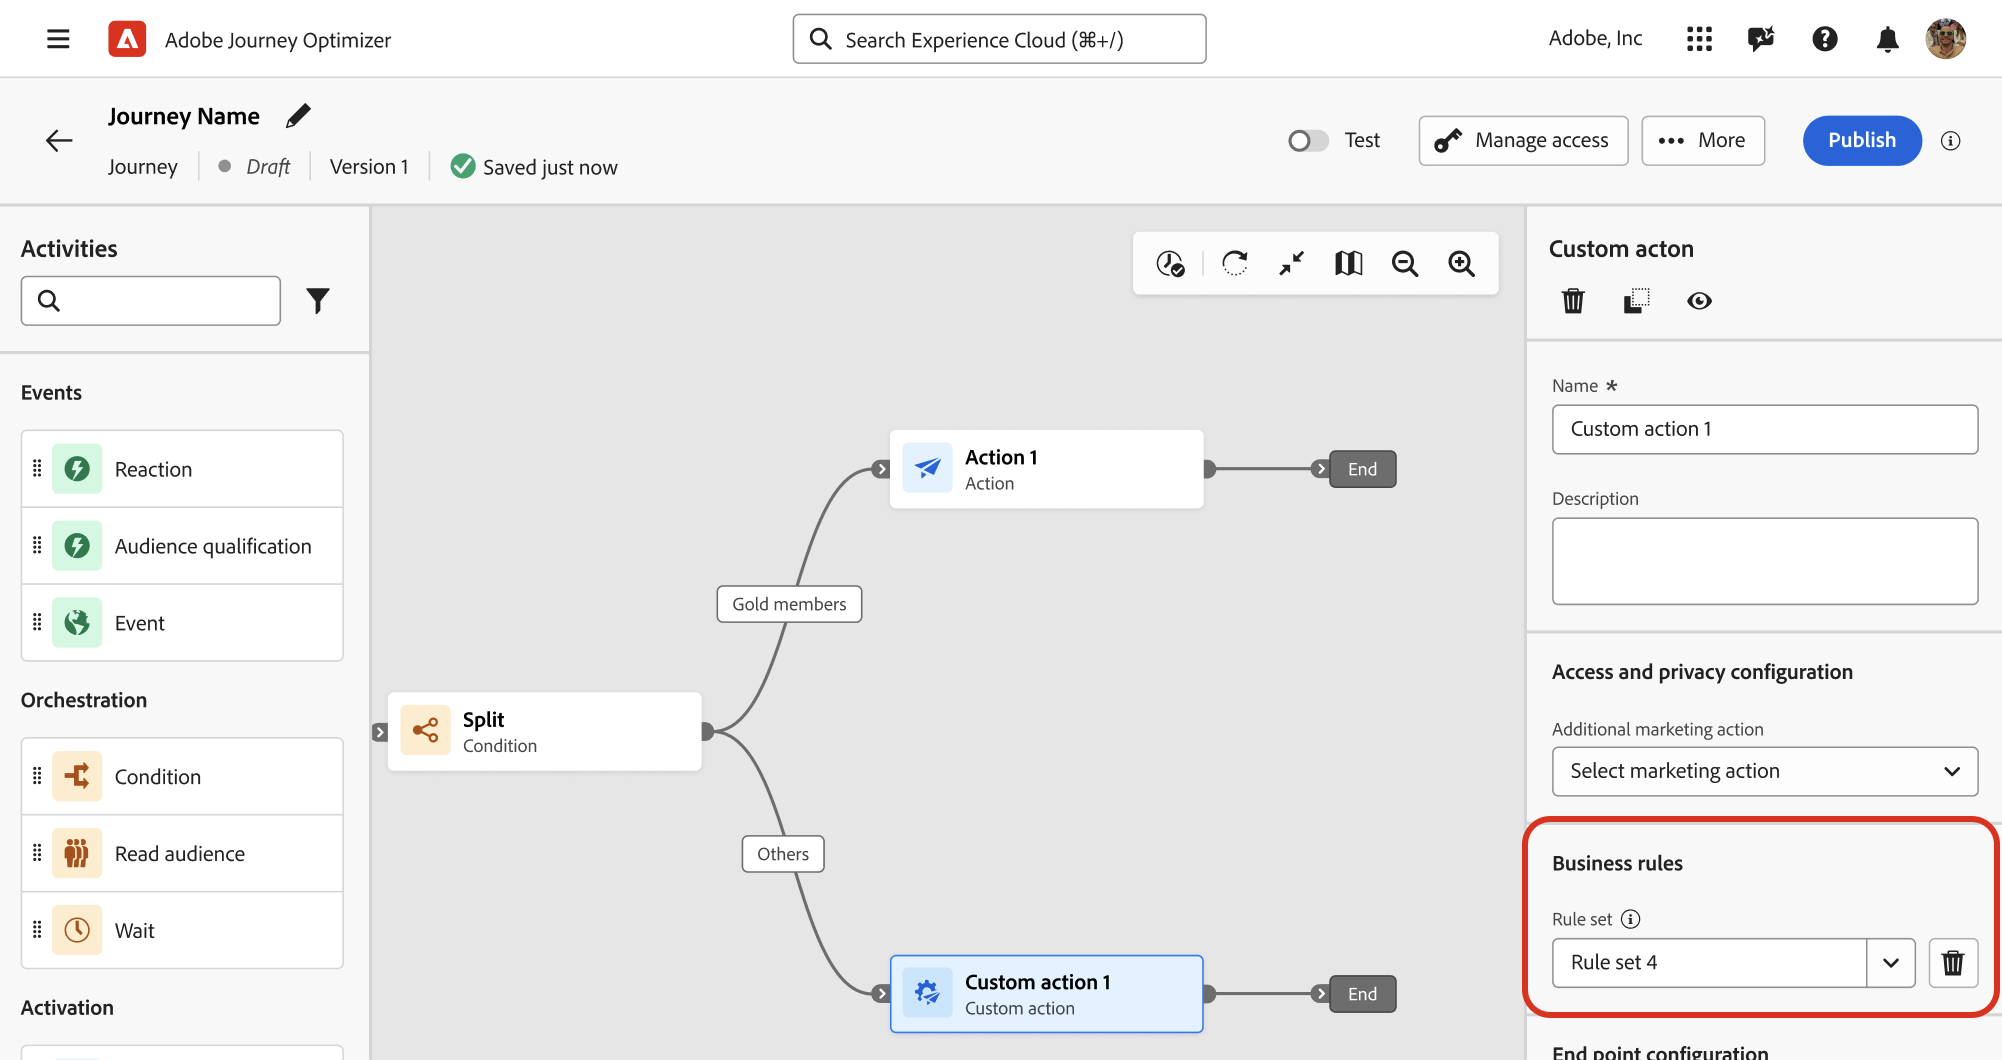 Adobe Journey Optimizer
Search Experience Cloud (⌘+/)
Adobe, Inc
Journey Name
Journey
Draft
Version 1
Saved just now
Test
Manage access
More
Publish
Activities
Events
Reaction
Audience qualification
Event
Orchestration
Condition
Read audience
Wait
Activation
Split
Condition
Gold members
Others
Action 1
Action
End
Custom action 1
Custom action
End
Custom acton
Name *
Custom action 1
Description
Access and privacy configuration
Additional marketing action
Select marketing action
Business rules
Rule set
Rule set 4
End point configuration